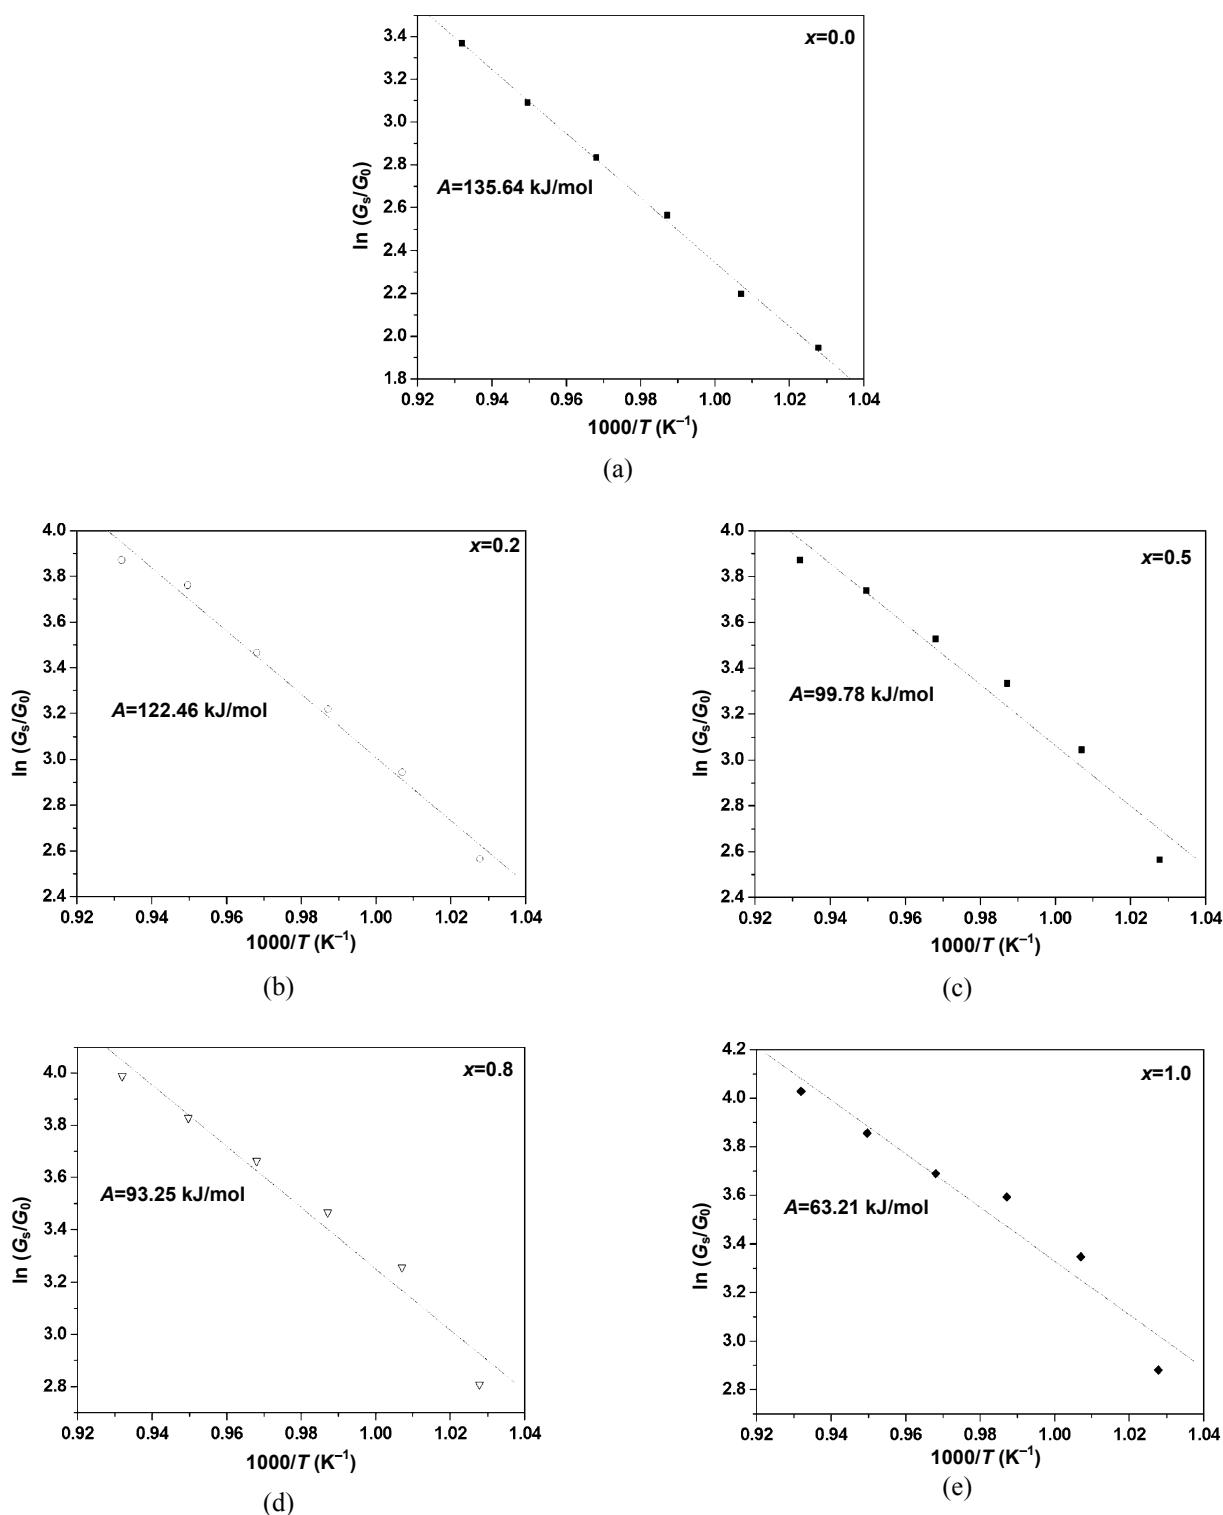 x=0.0
3.4
3.2
3.0
2.8
2.6
2.4
2.2
2.0
1.8
ln (Gs/G0)
A=135.64 kJ/mol
0.92 0.94 0.96 0.98 1.00 1.02 1.04
1000/T (K⁻¹)
(a)
x=0.2
4.0
3.8
3.6
3.4
3.2
3.0
2.8
2.6
2.4
ln (Gs/G0)
A=122.46 kJ/mol
0.92 0.94 0.96 0.98 1.00 1.02 1.04
1000/T (K⁻¹)
(b)
x=0.5
4.0
3.8
3.6
3.4
3.2
3.0
2.8
2.6
2.4
ln (Gs/G0)
A=99.78 kJ/mol
0.92 0.94 0.96 0.98 1.00 1.02 1.04
1000/T (K⁻¹)
(c)
x=0.8
4.0
3.8
3.6
3.4
3.2
3.0
2.8
ln (Gs/G0)
A=93.25 kJ/mol
0.92 0.94 0.96 0.98 1.00 1.02 1.04
1000/T (K⁻¹)
(d)
x=1.0
4.2
4.0
3.8
3.6
3.4
3.2
3.0
2.8
ln (Gs/G0)
A=63.21 kJ/mol
0.92 0.94 0.96 0.98 1.00 1.02 1.04
1000/T (K⁻¹)
(e)